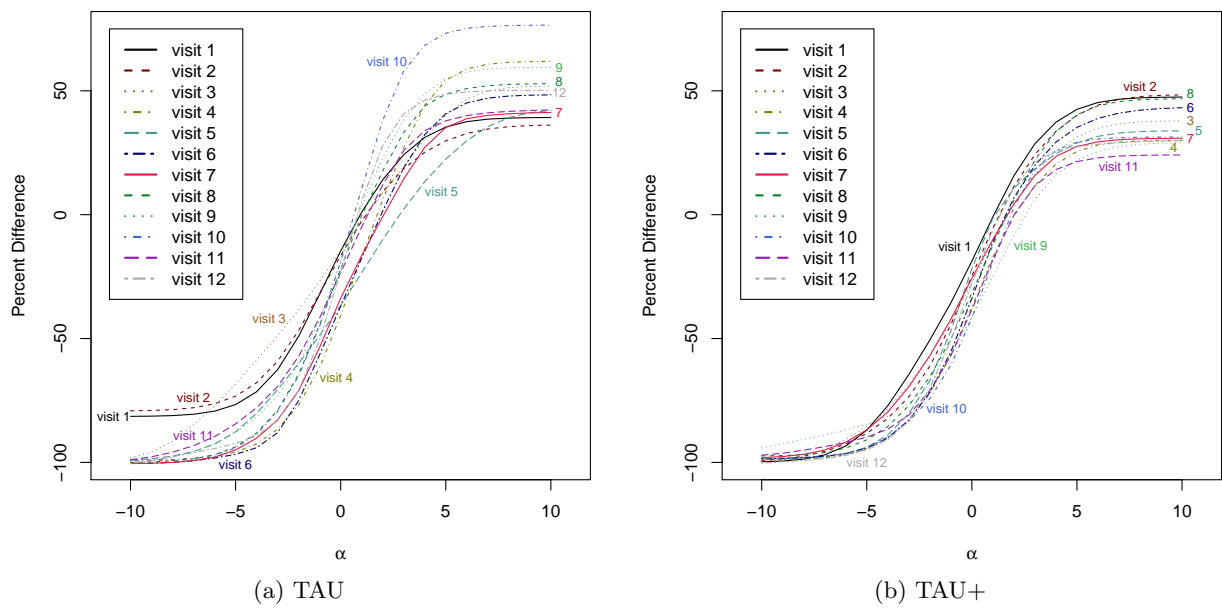 Percent Difference
50
0
−50
−100
−10
−5
0
5
10
α
visit 1
visit 2
visit 3
visit 4
visit 5
visit 6
visit 7
visit 8
visit 9
visit 10
visit 11
visit 12
visit 10
9
8
12
7
visit 5
visit 3
visit 4
visit 2
visit 1
visit 11
visit 6
(a) TAU
Percent Difference
50
0
−50
−100
−10
−5
0
5
10
α
visit 1
visit 2
visit 3
visit 4
visit 5
visit 6
visit 7
visit 8
visit 9
visit 10
visit 11
visit 12
visit 2
8
6
3
5
7
4
visit 11
visit 1
visit 9
visit 10
visit 12
(b) TAU+